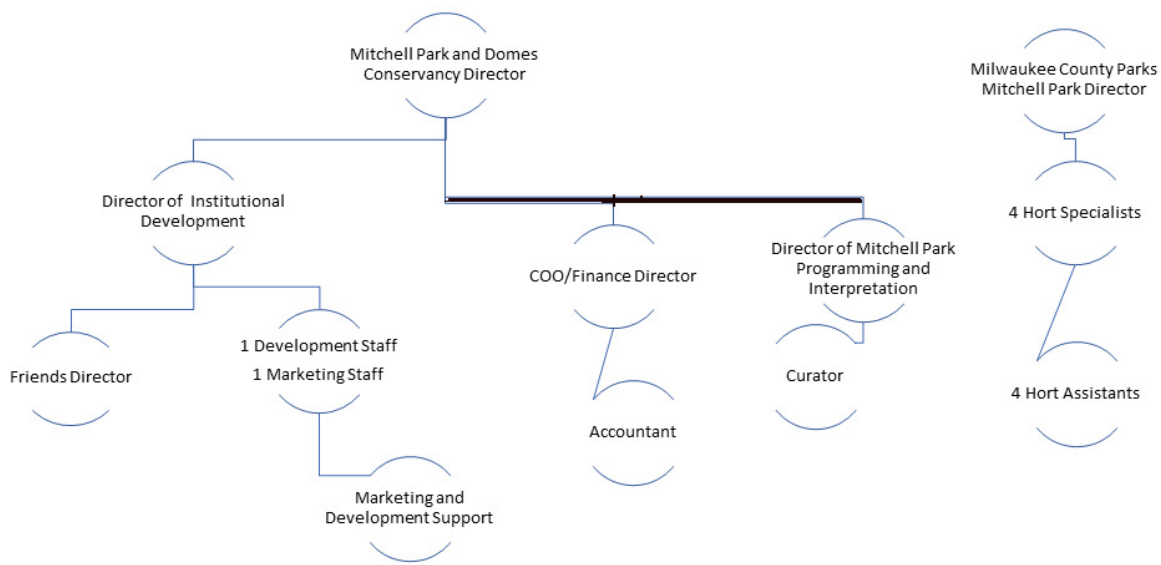 Mitchell Park and Domes
Conservancy Director
Milwaukee County Parks
Mitchell Park Director
Director of Institutional
Development
4 Hort Specialists
COO/Finance Director
Director of Mitchell Park
Programming and
Interpretation
Friends Director
1 Development Staff
1 Marketing Staff
Curator
4 Hort Assistants
Accountant
Marketing and
Development Support